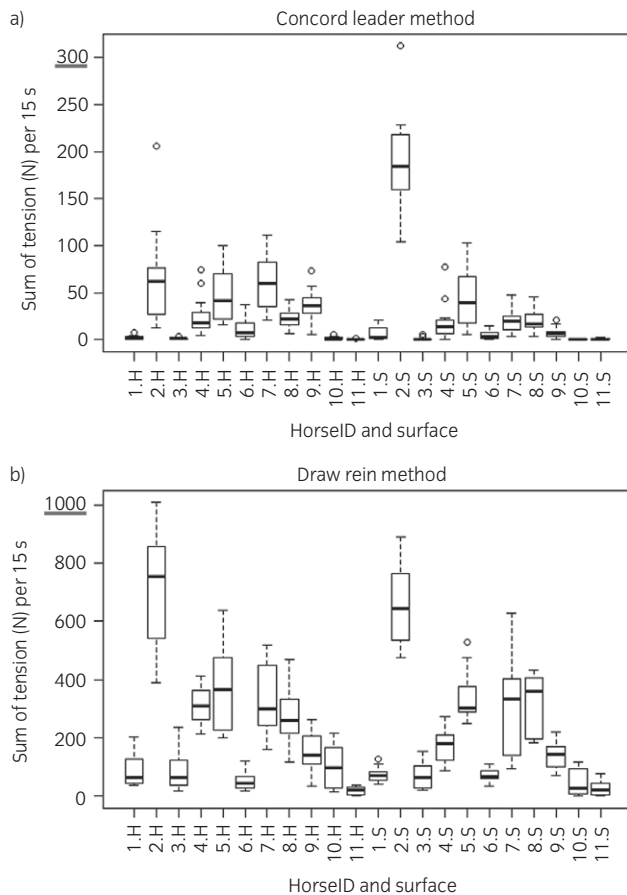 a)
Concord leader method
Sum of tension (N) per 15 s
300
250
200
150
100
50
0
1.H 2.H 3.H 4.H 5.H 6.H 7.H 8.H 9.H 10.H 11.H 1.S 2.S 3.S 4.S 5.S 6.S 7.S 8.S 9.S 10.S 11.S
HorseID and surface
b)
Draw rein method
Sum of tension (N) per 15 s
1000
800
600
400
200
0
1.H 2.H 3.H 4.H 5.H 6.H 7.H 8.H 9.H 10.H 11.H 1.S 2.S 3.S 4.S 5.S 6.S 7.S 8.S 9.S 10.S 11.S
HorseID and surface